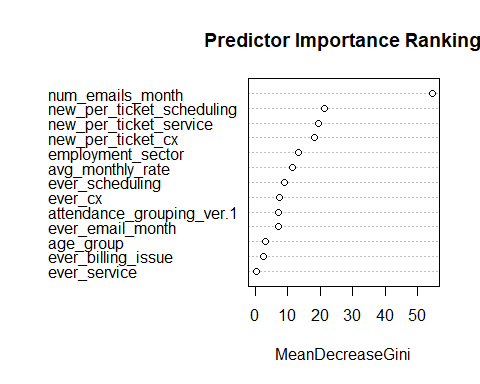 Predictor Importance Ranking
num_emails_month
new_per_ticket_scheduling
new_per_ticket_service
new_per_ticket_cx
employment_sector
avg_monthly_rate
ever_scheduling
ever_cx
attendance_grouping_ver.1
ever_email_month
age_group
ever_billing_issue
ever_service
0 10 20 30 40 50
MeanDecreaseGini